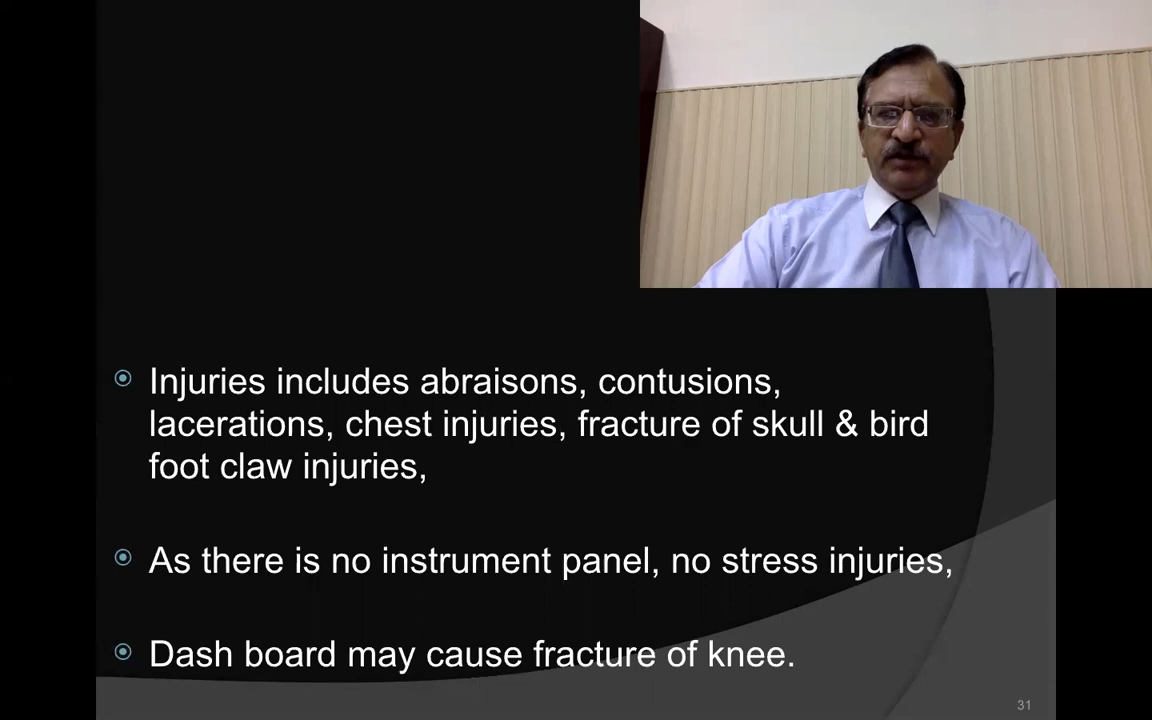 Injuries includes abraisons, contusions,
lacerations, chest injuries, fracture of skull & bird
foot claw injuries,
As there is no instrument panel, no stress injuries,
Dash board may cause fracture of knee.
31